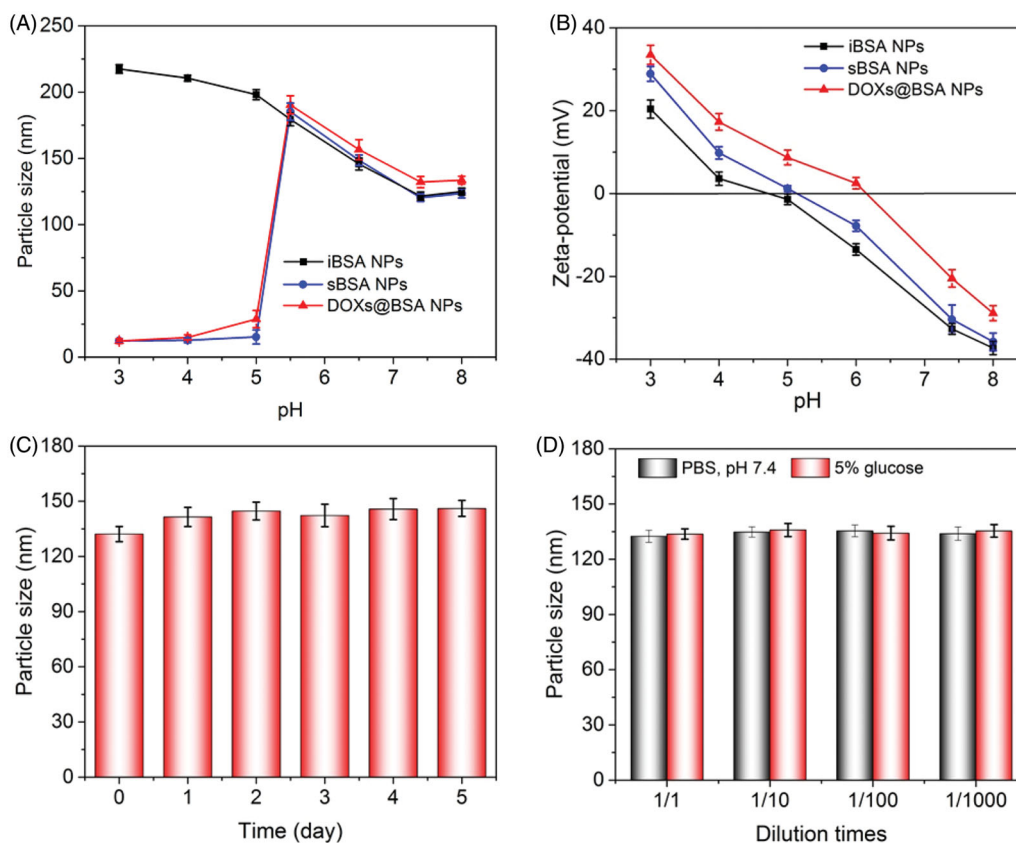 (A)
250
200
150
100
50
0
Particle size (nm)
iBSA NPs
sBSA NPs
DOXs@BSA NPs
3 4 5 6 7 8
pH
(B)
40
20
0
-20
-40
Zeta-potential (mV)
iBSA NPs
sBSA NPs
DOXs@BSA NPs
3 4 5 6 7 8
pH
(C)
180
150
120
90
60
30
0
Particle size (nm)
0 1 2 3 4 5
Time (day)
(D)
180
150
120
90
60
30
0
Particle size (nm)
PBS, pH 7.4 5% glucose
1/1 1/10 1/100 1/1000
Dilution times